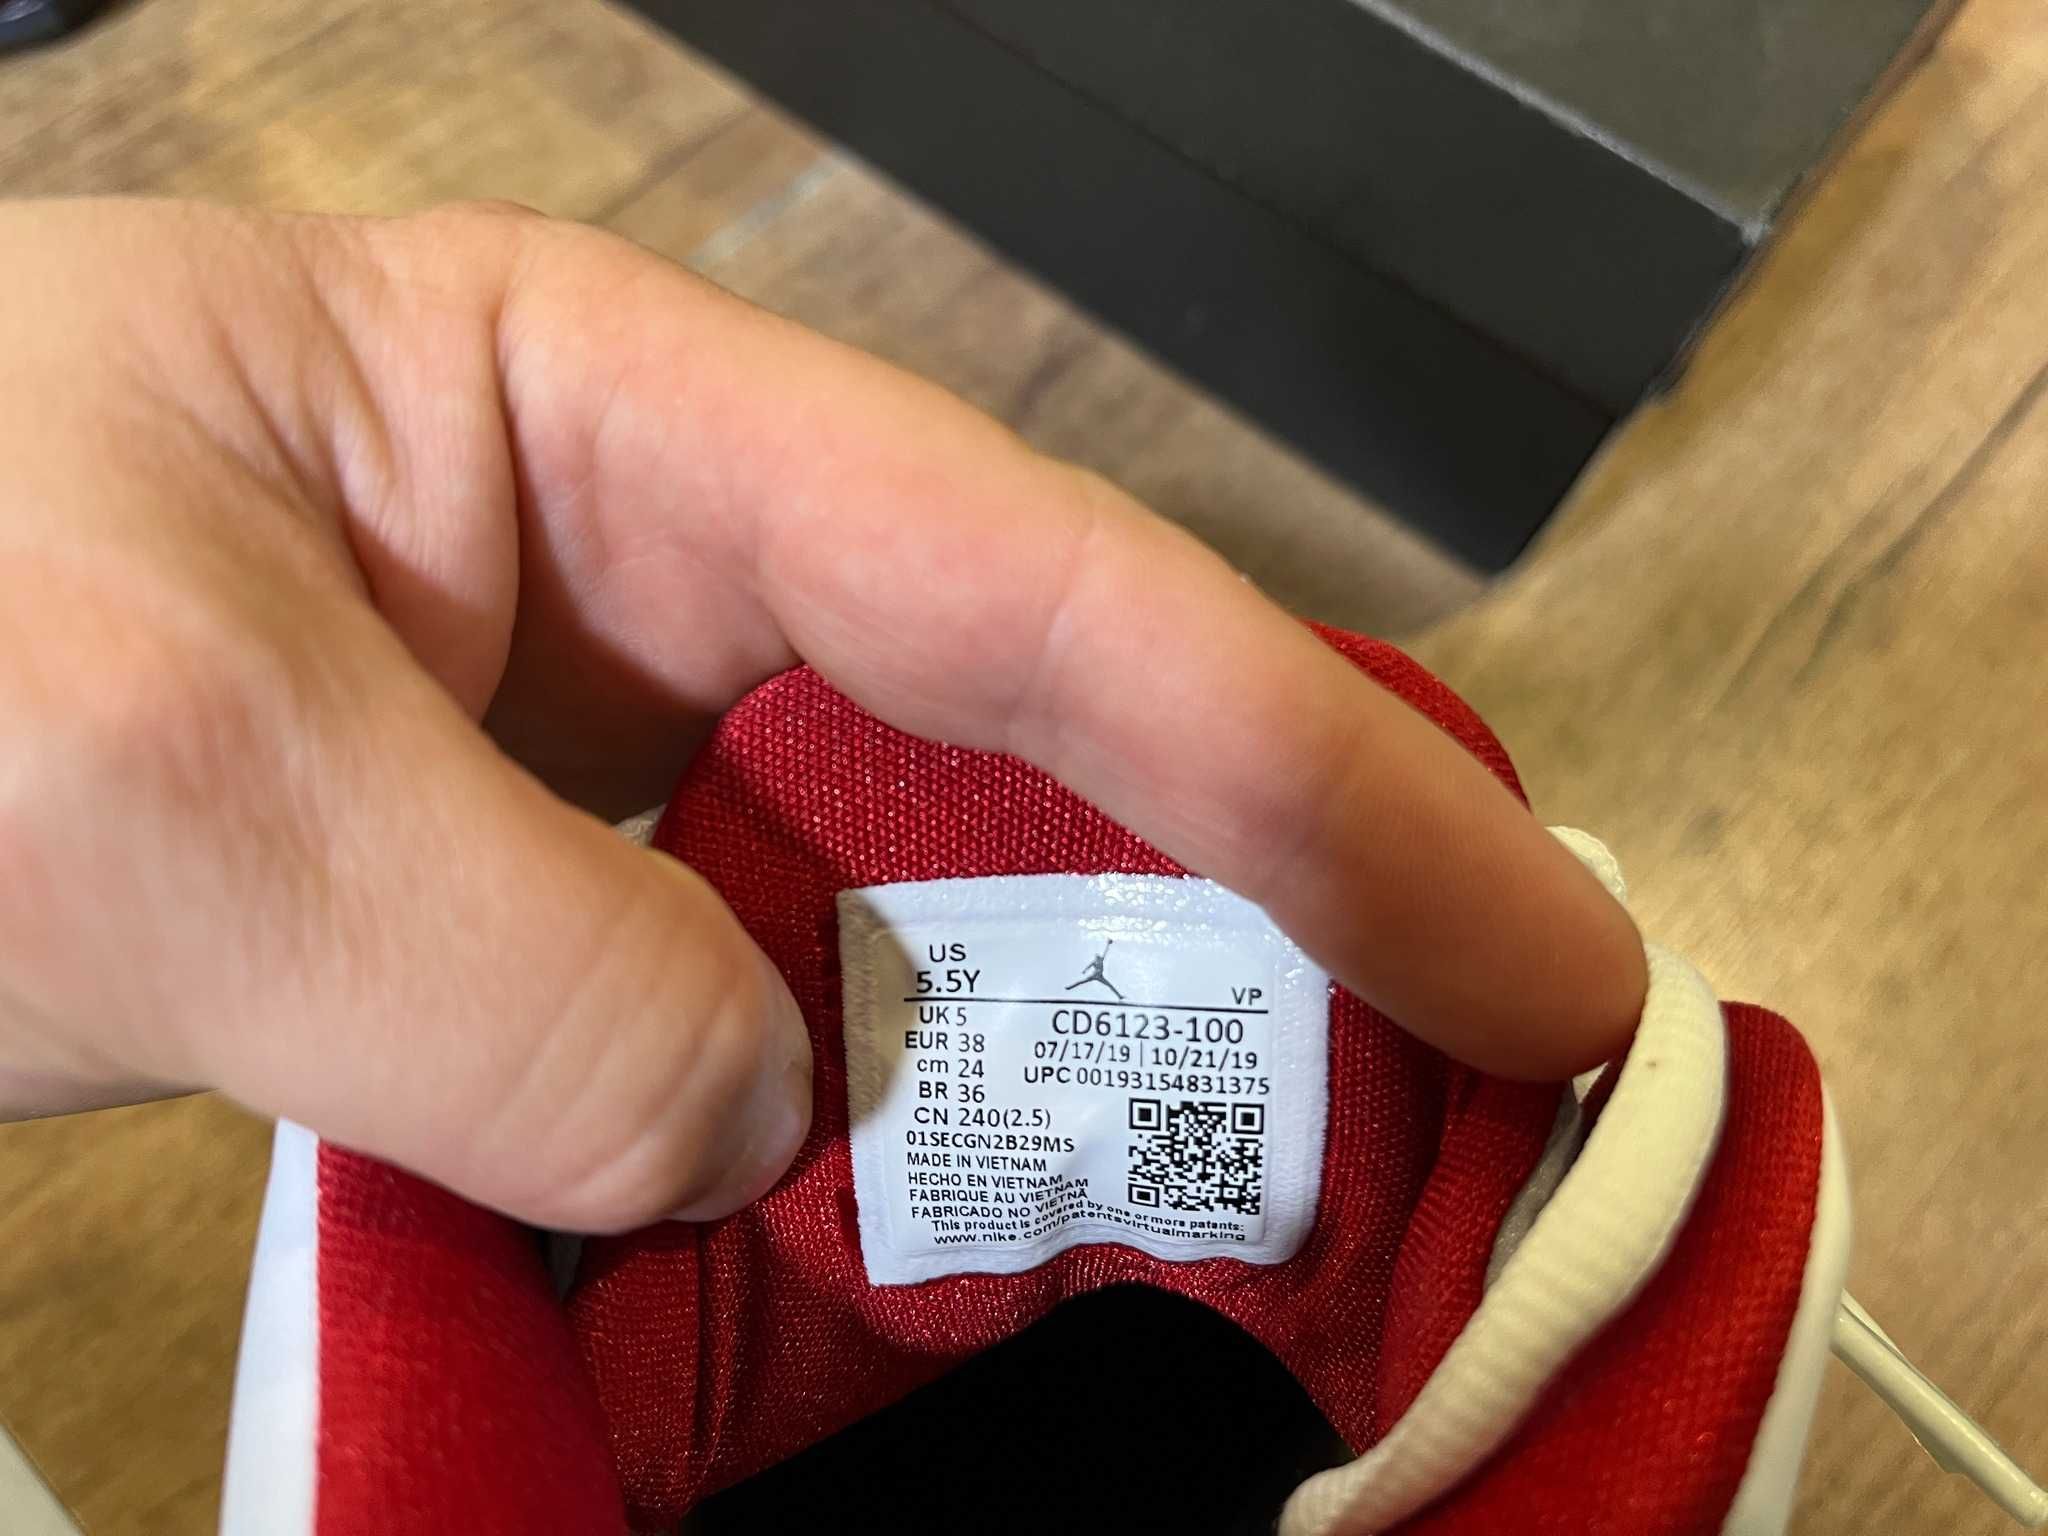 US
5.5Y
VP
UK 5
EUR 38
cm 24
BR 36
CN 240(2.5)
CD6123-100
07/17/19 | 10/21/19
UPC 00193154831375
01SECGN2B29MS
MADE IN VIETNAM
HECHO EN VIETNAM
FABRIQUE AU VIETNAM
FABRICADO NO VIETNÃ
This product is covered by one or more patents:
www.nike.com/patentsvirtualmarking